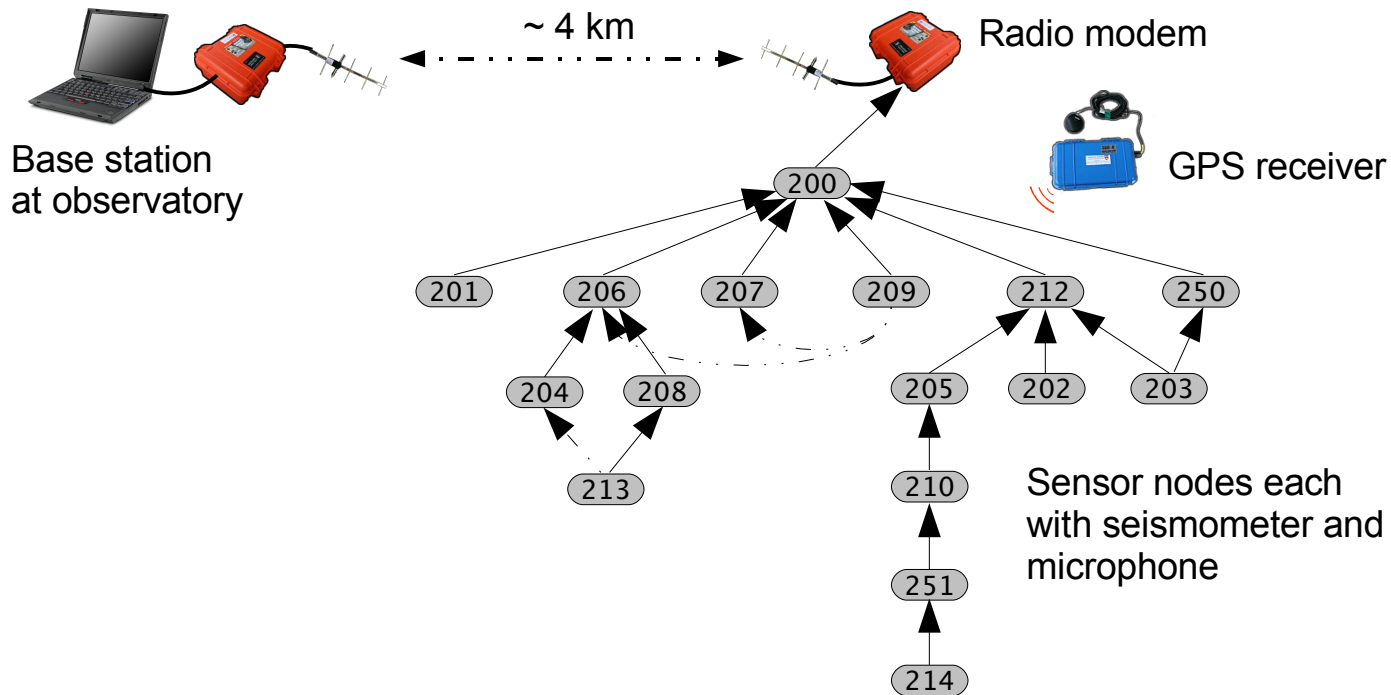 ~ 4 km
Radio modem
Base station
at observatory
GPS receiver
200
201
206
207
209
212
250
204
208
205
202
203
213
210
Sensor nodes each
with seismometer and
microphone
251
214